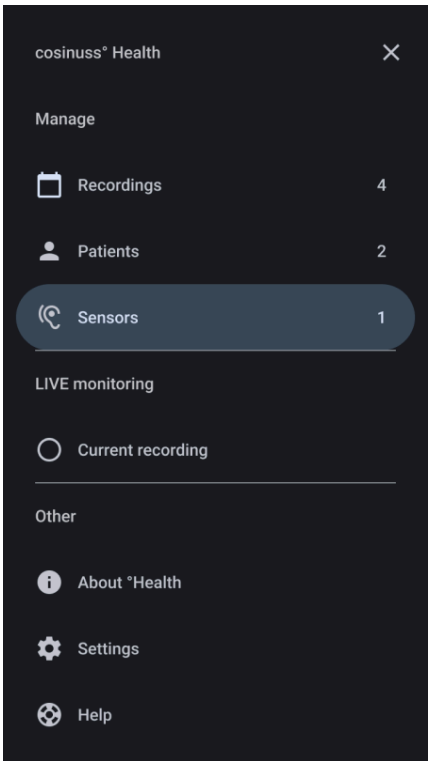 cosinuss° Health
Manage
Recordings 4
Patients 2
Sensors 1
LIVE monitoring
Current recording
Other
About °Health
Settings
Help